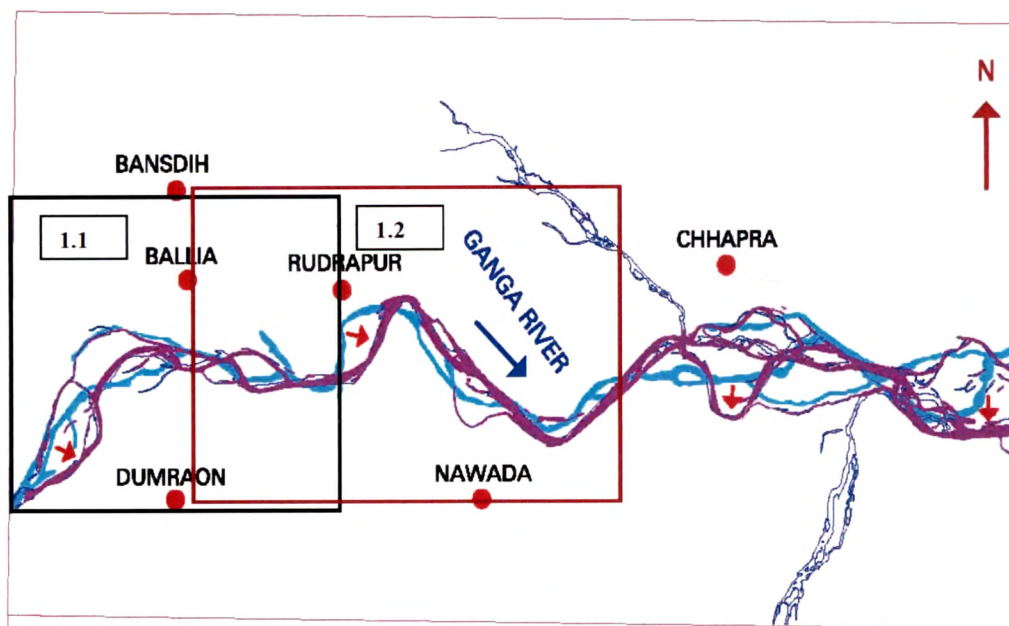 N
BANSDIH
1.1
1.2
BALLIA
RUDRAPUR
GANGA RIVER
CHHAPRA
DUMRAON
NAWADA